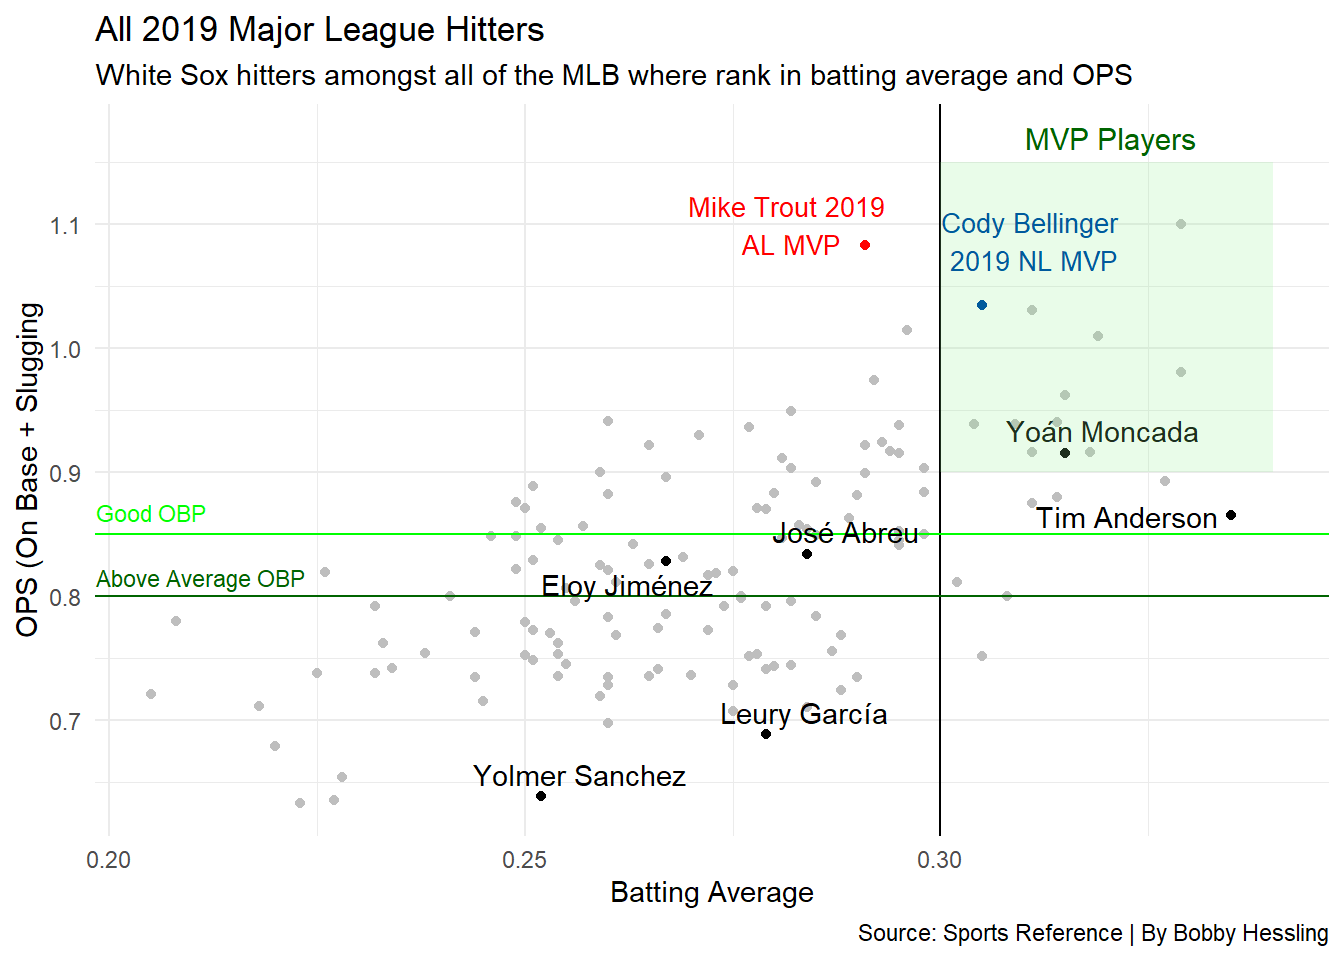 All 2019 Major League Hitters
White Sox hitters amongst all of the MLB where rank in batting average and OPS
MVP Players
Mike Trout 2019
AL MVP
Cody Bellinger
2019 NL MVP
Yoán Moncada
Tim Anderson
Good OBP
José Abreu
Above Average OBP
Eloy Jiménez
Leury García
Yolmer Sanchez
OPS (On Base + Slugging
1.1
1.0
0.9
0.8
0.7
0.20
0.25
0.30
Batting Average
Source: Sports Reference | By Bobby Hessling